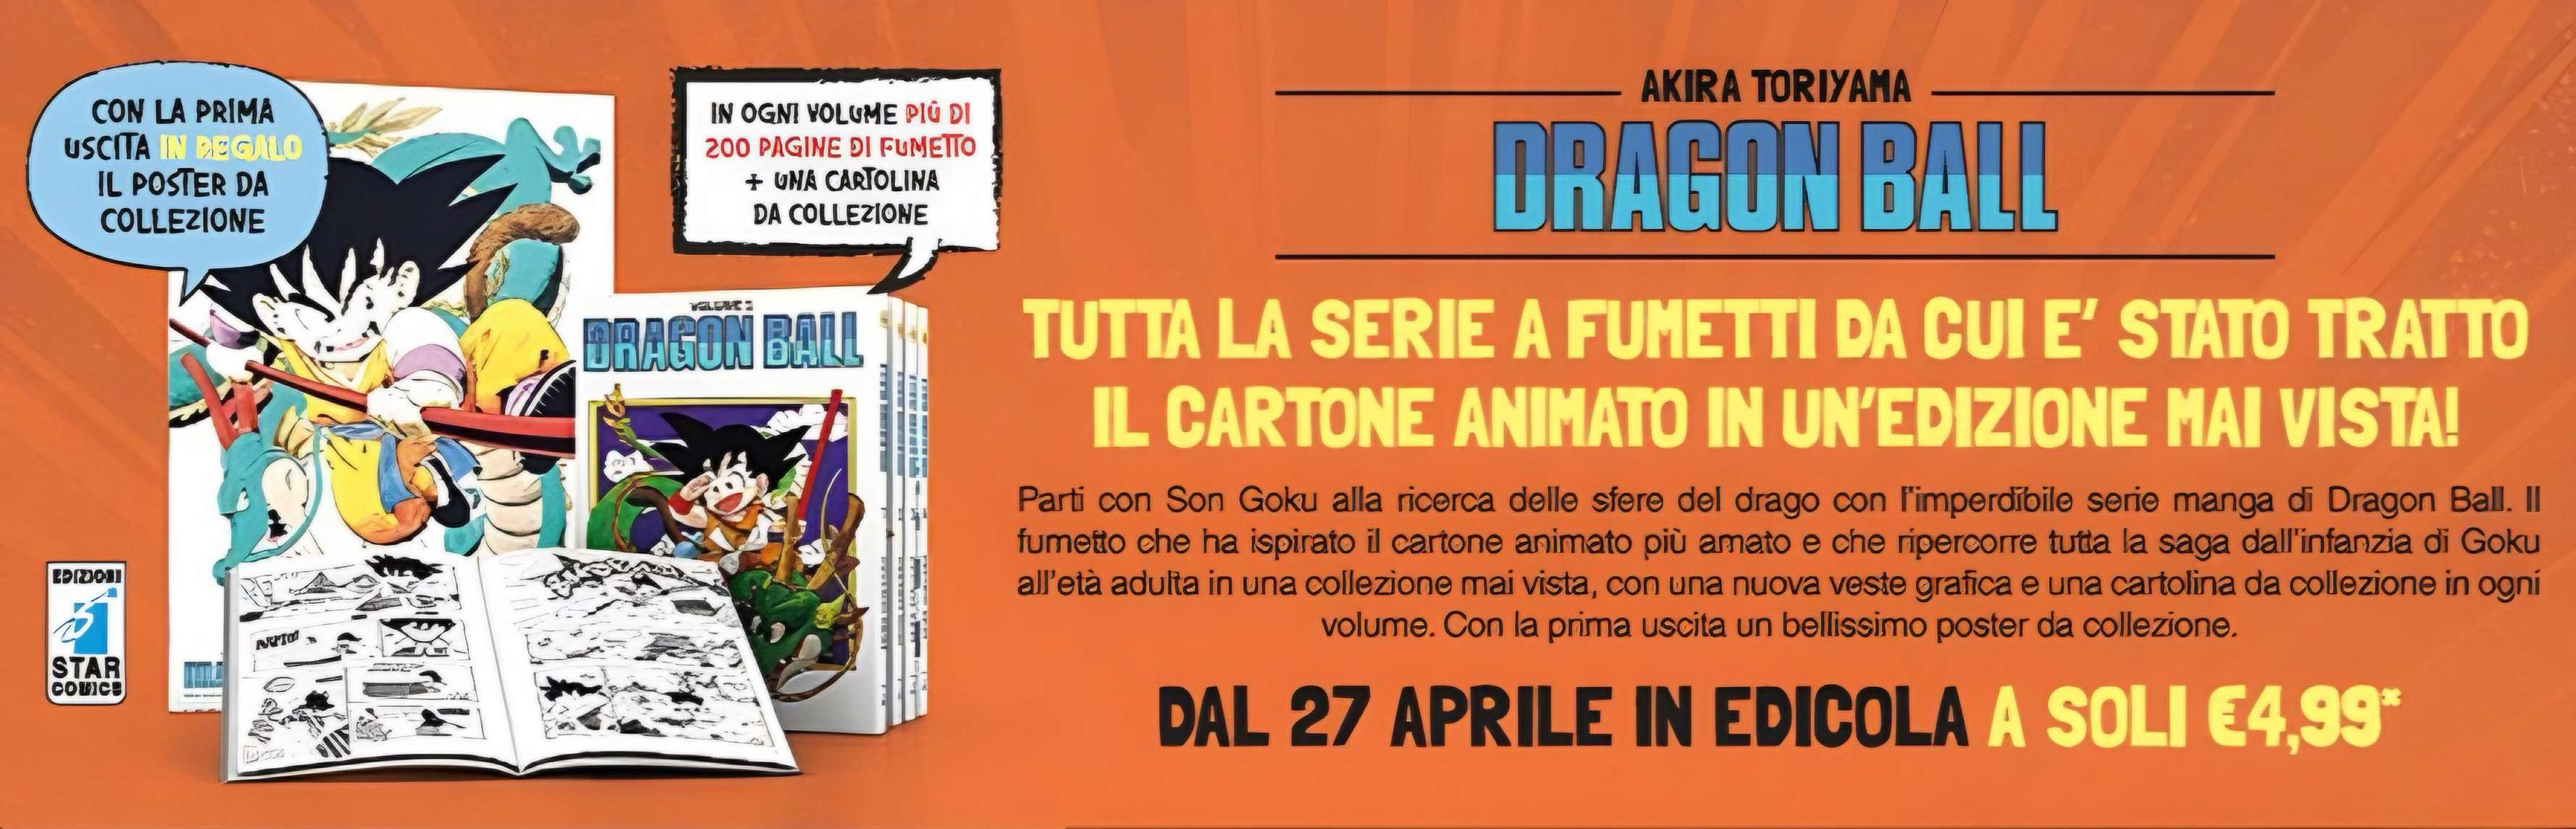 CON LA PRIMA
USCITA IN REGALO
IL POSTER DA
COLLEZIONE
IN OGNI VOLUME PIÙ DI
200 PAGINE DI FUMETTO
+ UNA CARTOLINA
DA COLLEZIONE
VOLUME
DRAGON BALL
EDIZIONI
STAR
COMICS
AKIRA TORIYAMA
DRAGON BALL
TUTTA LA SERIE A FUMETTI DA CUI E' STATO TRATTO
IL CARTONE ANIMATO IN UN'EDIZIONE MAI VISTA!
Parti con Son Goku alla ricerca delle sfere del drago con l'imperdibile serie manga di Dragon Ball. Il
fumetto che ha ispirato il cartone animato più amato e che ripercorre tutta la saga dall'infanzia di Goku
all'età adulta in una collezione mai vista, con una nuova veste grafica e una cartolina da collezione in ogni
volume. Con la prima uscita un bellissimo poster da collezione.
DAL 27 APRILE IN EDICOLA A SOLI €4,99*